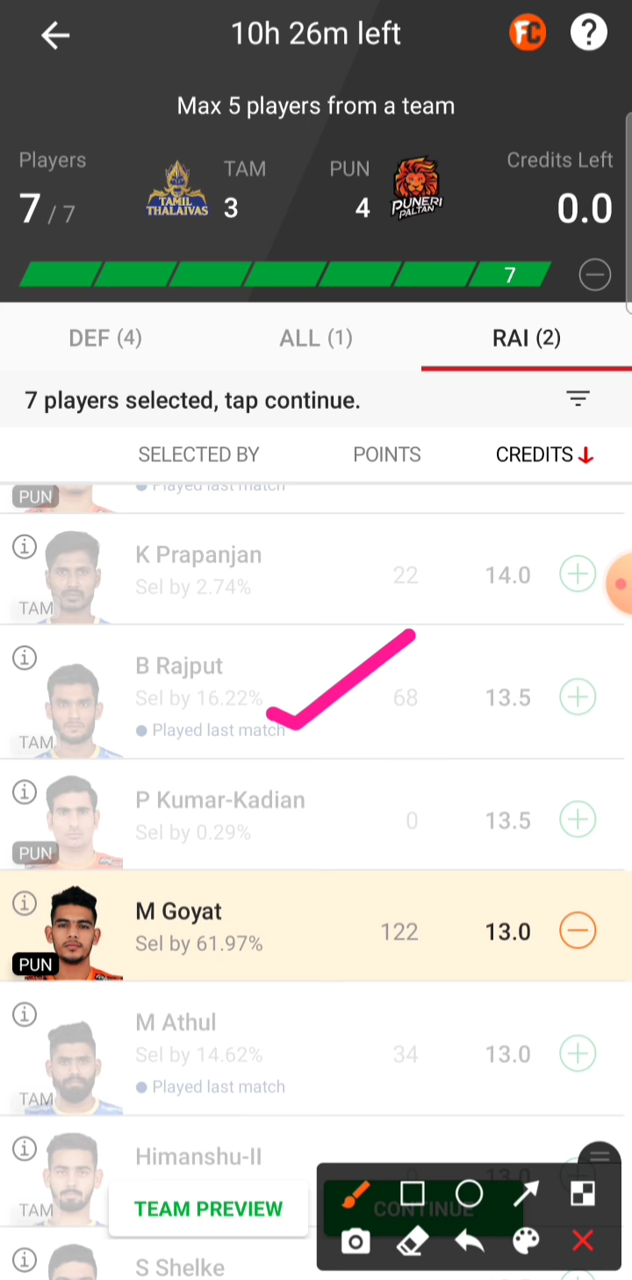 10h 26m left
FC
?
Max 5 players from a team
Players
TAM
PUN
Credits Left
7 / 7
TAMIL
THALAIVAS
3
4
PUNERI
PALTAN
0.0
7
DEF (4)
ALL (1)
RAI (2)
7 players selected, tap continue.
SELECTED BY
POINTS
CREDITS
PUN
Played last match
K Prapanjan
Sel by 2.74%
22
14.0
TAM
B Rajput
Sel by 16.22%
68
13.5
Played last match
TAM
P Kumar-Kadian
Sel by 0.29%
0
13.5
PUN
M Goyat
Sel by 61.97%
122
13.0
PUN
M Athul
Sel by 14.62%
34
13.0
Played last match
TAM
Himanshu-II
0
13.0
TAM
TEAM PREVIEW
CONTINUE
S Shelke